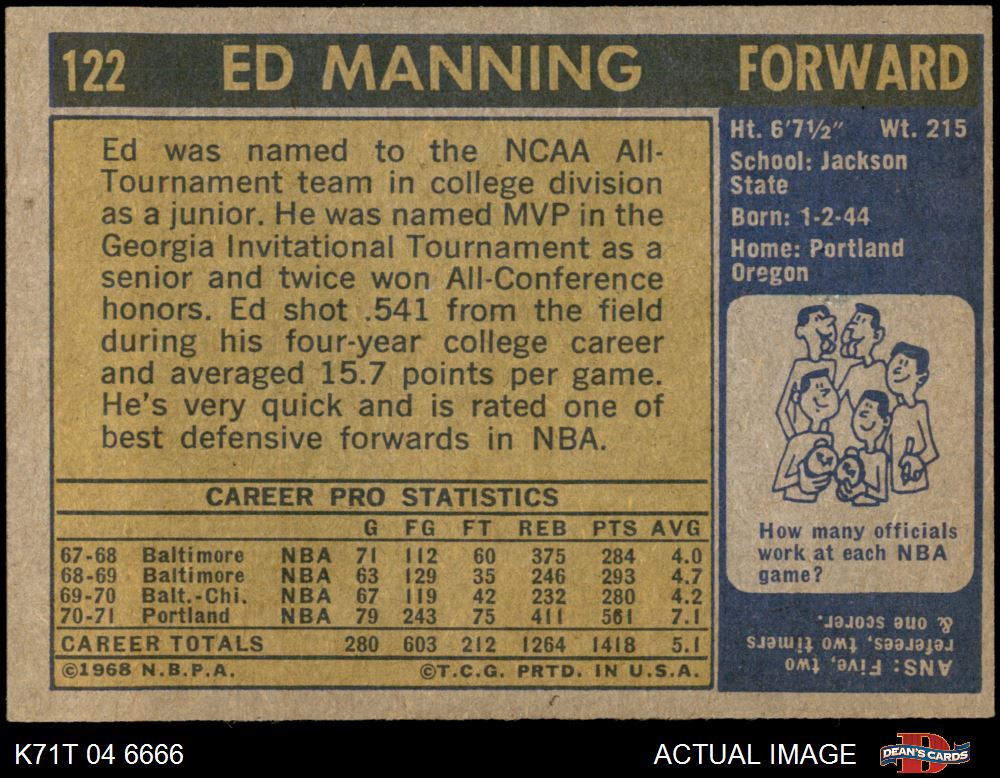 122 ED MANNING FORWARD
Ed was named to the NCAA All-
Tournament team in college division
as a junior. He was named MVP in the
Georgia Invitational Tournament as a
senior and twice won All-Conference
honors. Ed shot .541 from the field
during his four-year college career
and averaged 15.7 points per game.
He's very quick and is rated one of
best defensive forwards in NBA.
CAREER PRO STATISTICS
G FG FT REB PTS AVG
67-68 Baltimore NBA 71 112 60 375 284 4.0
68-69 Baltimore NBA 63 129 35 246 293 4.7
69-70 Balt.-Chi. NBA 67 119 42 232 280 4.2
70-71 Portland NBA 79 243 75 411 561 7.1
CAREER TOTALS 280 603 212 1264 1418 5.1
©1968 N.B.P.A. ©T.C.G. PRTD. IN U.S.A.
Ht. 6'7½" Wt. 215
School: Jackson
State
Born: 1-2-44
Home: Portland
Oregon
How many officials
work at each NBA
game?
ANS: Five, two
referees, two timers
& one scorer.
K71T 04 6666 ACTUAL IMAGE
D
DEAN'S CARDS